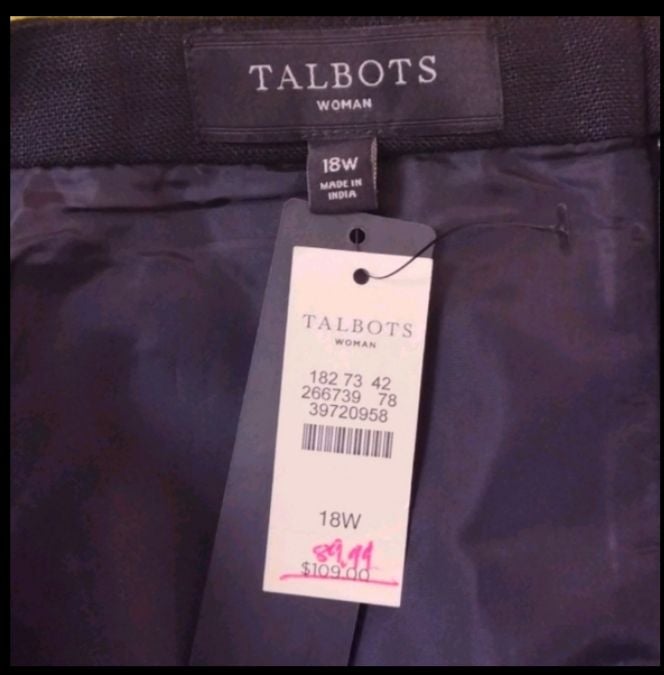 TALBOTS
WOMAN
18W
MADE IN
INDIA
TALBOTS
WOMAN
182 73 42
266739 78
39720958
18W
89.99
$109.00